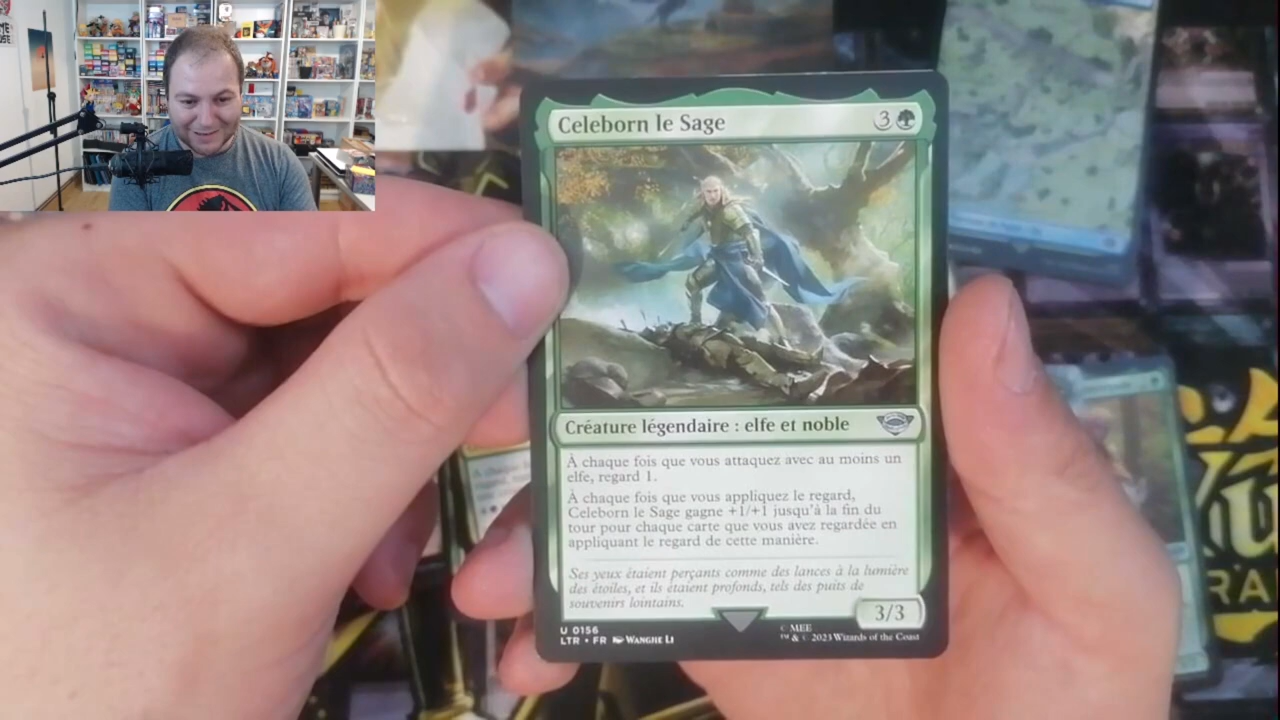 Celeborn le Sage
3
Créature légendaire : elfe et noble
À chaque fois que vous attaquez avec au moins un
elfe, regard 1.
À chaque fois que vous appliquez le regard,
Celeborn le Sage gagne +1/+1 jusqu'à la fin du
tour pour chaque carte que vous avez regardée en
appliquant le regard de cette manière.
Ses yeux étaient perçants comme des lances à la lumière
des étoiles, et ils étaient profonds, tels des puits de
souvenirs lointains.
3/3
U 0156
LTR • FR Wangjie Li
© MEE
™ & © 2023 Wizards of the Coast